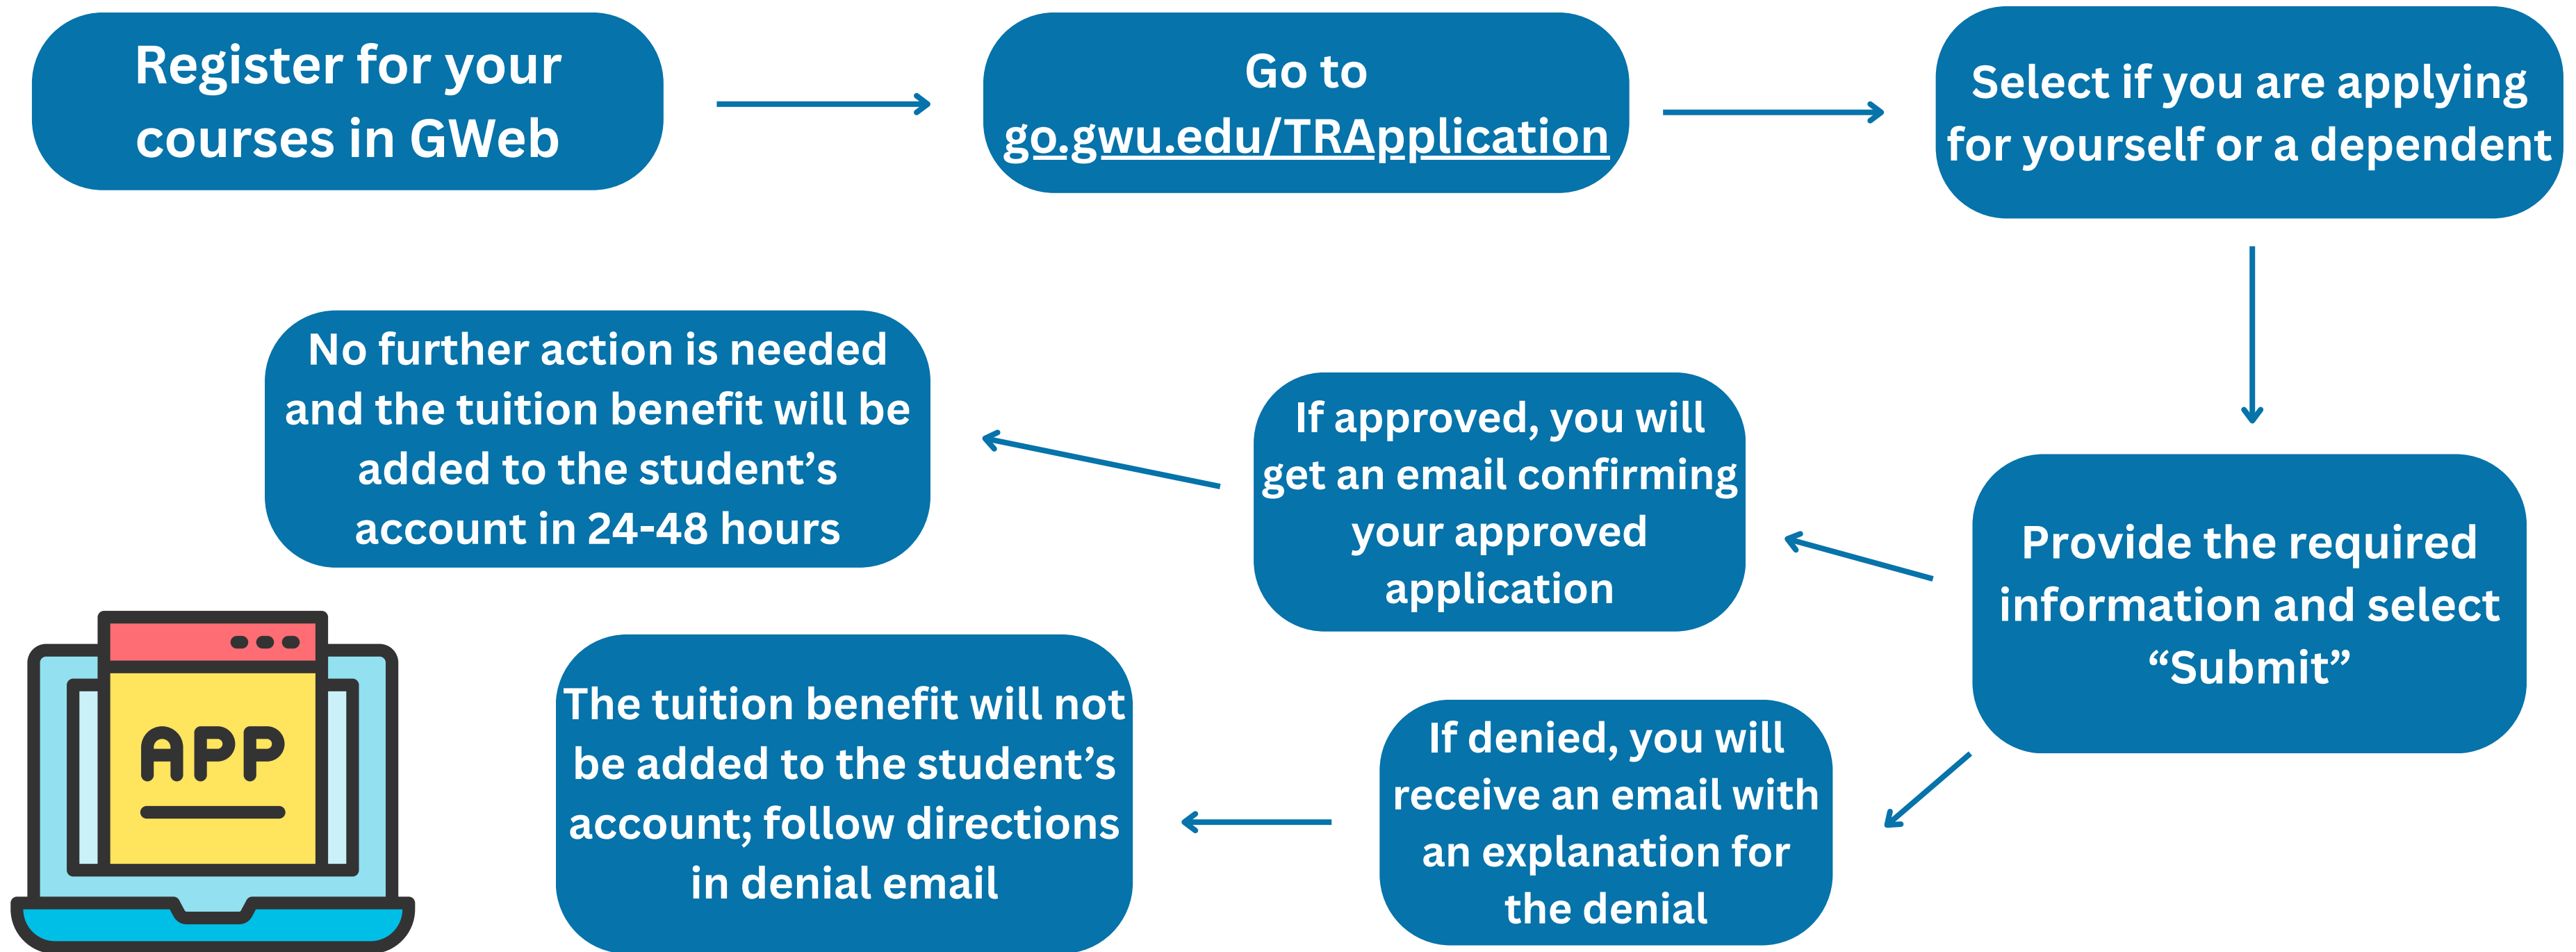 Register for your
courses in GWeb
Go to
go.gwu.edu/TRApplication
Select if you are applying
for yourself or a dependent
Provide the required
information and select
“Submit”
If approved, you will
get an email confirming
your approved
application
No further action is needed
and the tuition benefit will be
added to the student’s
account in 24-48 hours
If denied, you will
receive an email with
an explanation for
the denial
The tuition benefit will not
be added to the student’s
account; follow directions
in denial email
APP